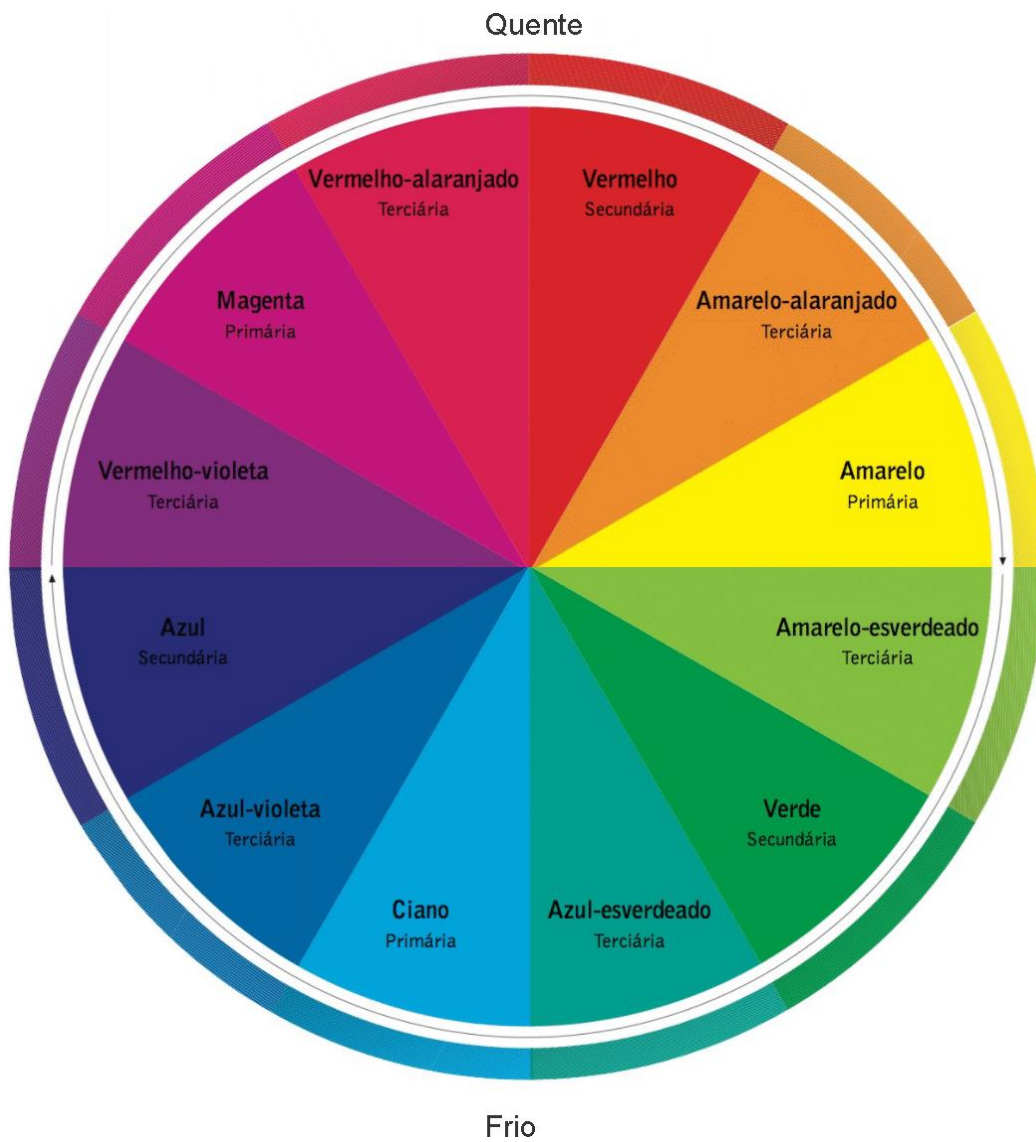 Quente
Vermelho-alaranjado
Terciária
Vermelho
Secundária
Amarelo-alaranjado
Terciária
Amarelo
Primária
Amarelo-esverdeado
Terciária
Verde
Secundária
Azul-esverdeado
Terciária
Ciano
Primária
Azul-violeta
Terciária
Azul
Secundária
Vermelho-violeta
Terciária
Magenta
Primária
Frio